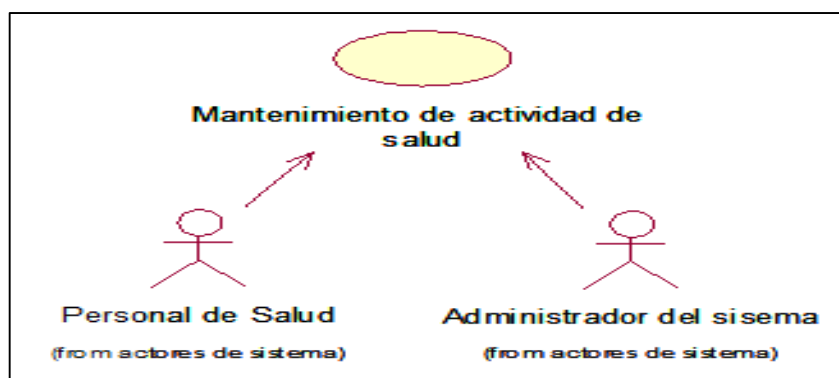 Mantenimiento de actividad de
salud
Personal de Salud
Administrador del sisema
(from actores de sistema)
(from actores de sistema)